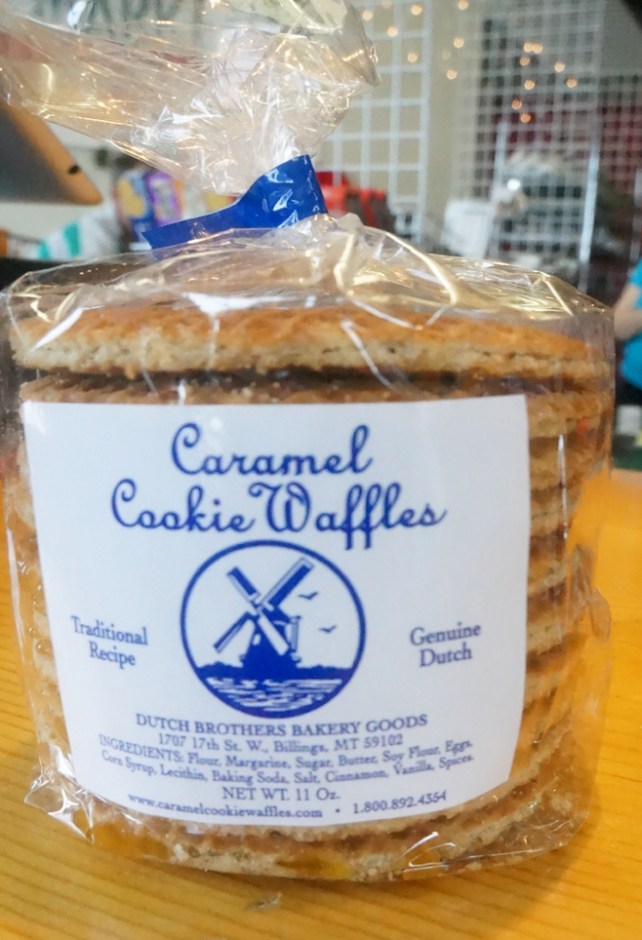 Caramel
Cookie Waffles
Traditional
Recipe
Genuine
Dutch
DUTCH BROTHERS BAKERY GOODS
1707 17th St. W., Billings, MT 59102
INGREDIENTS: Flour, Margarine, Sugar, Butter, Soy Flour, Eggs,
Corn Syrup, Lecithin, Baking Soda, Salt, Cinnamon, Vanilla, Spices.
NET WT. 11 Oz.
www.caramelcookiewaffles.com • 1.800.892.4354